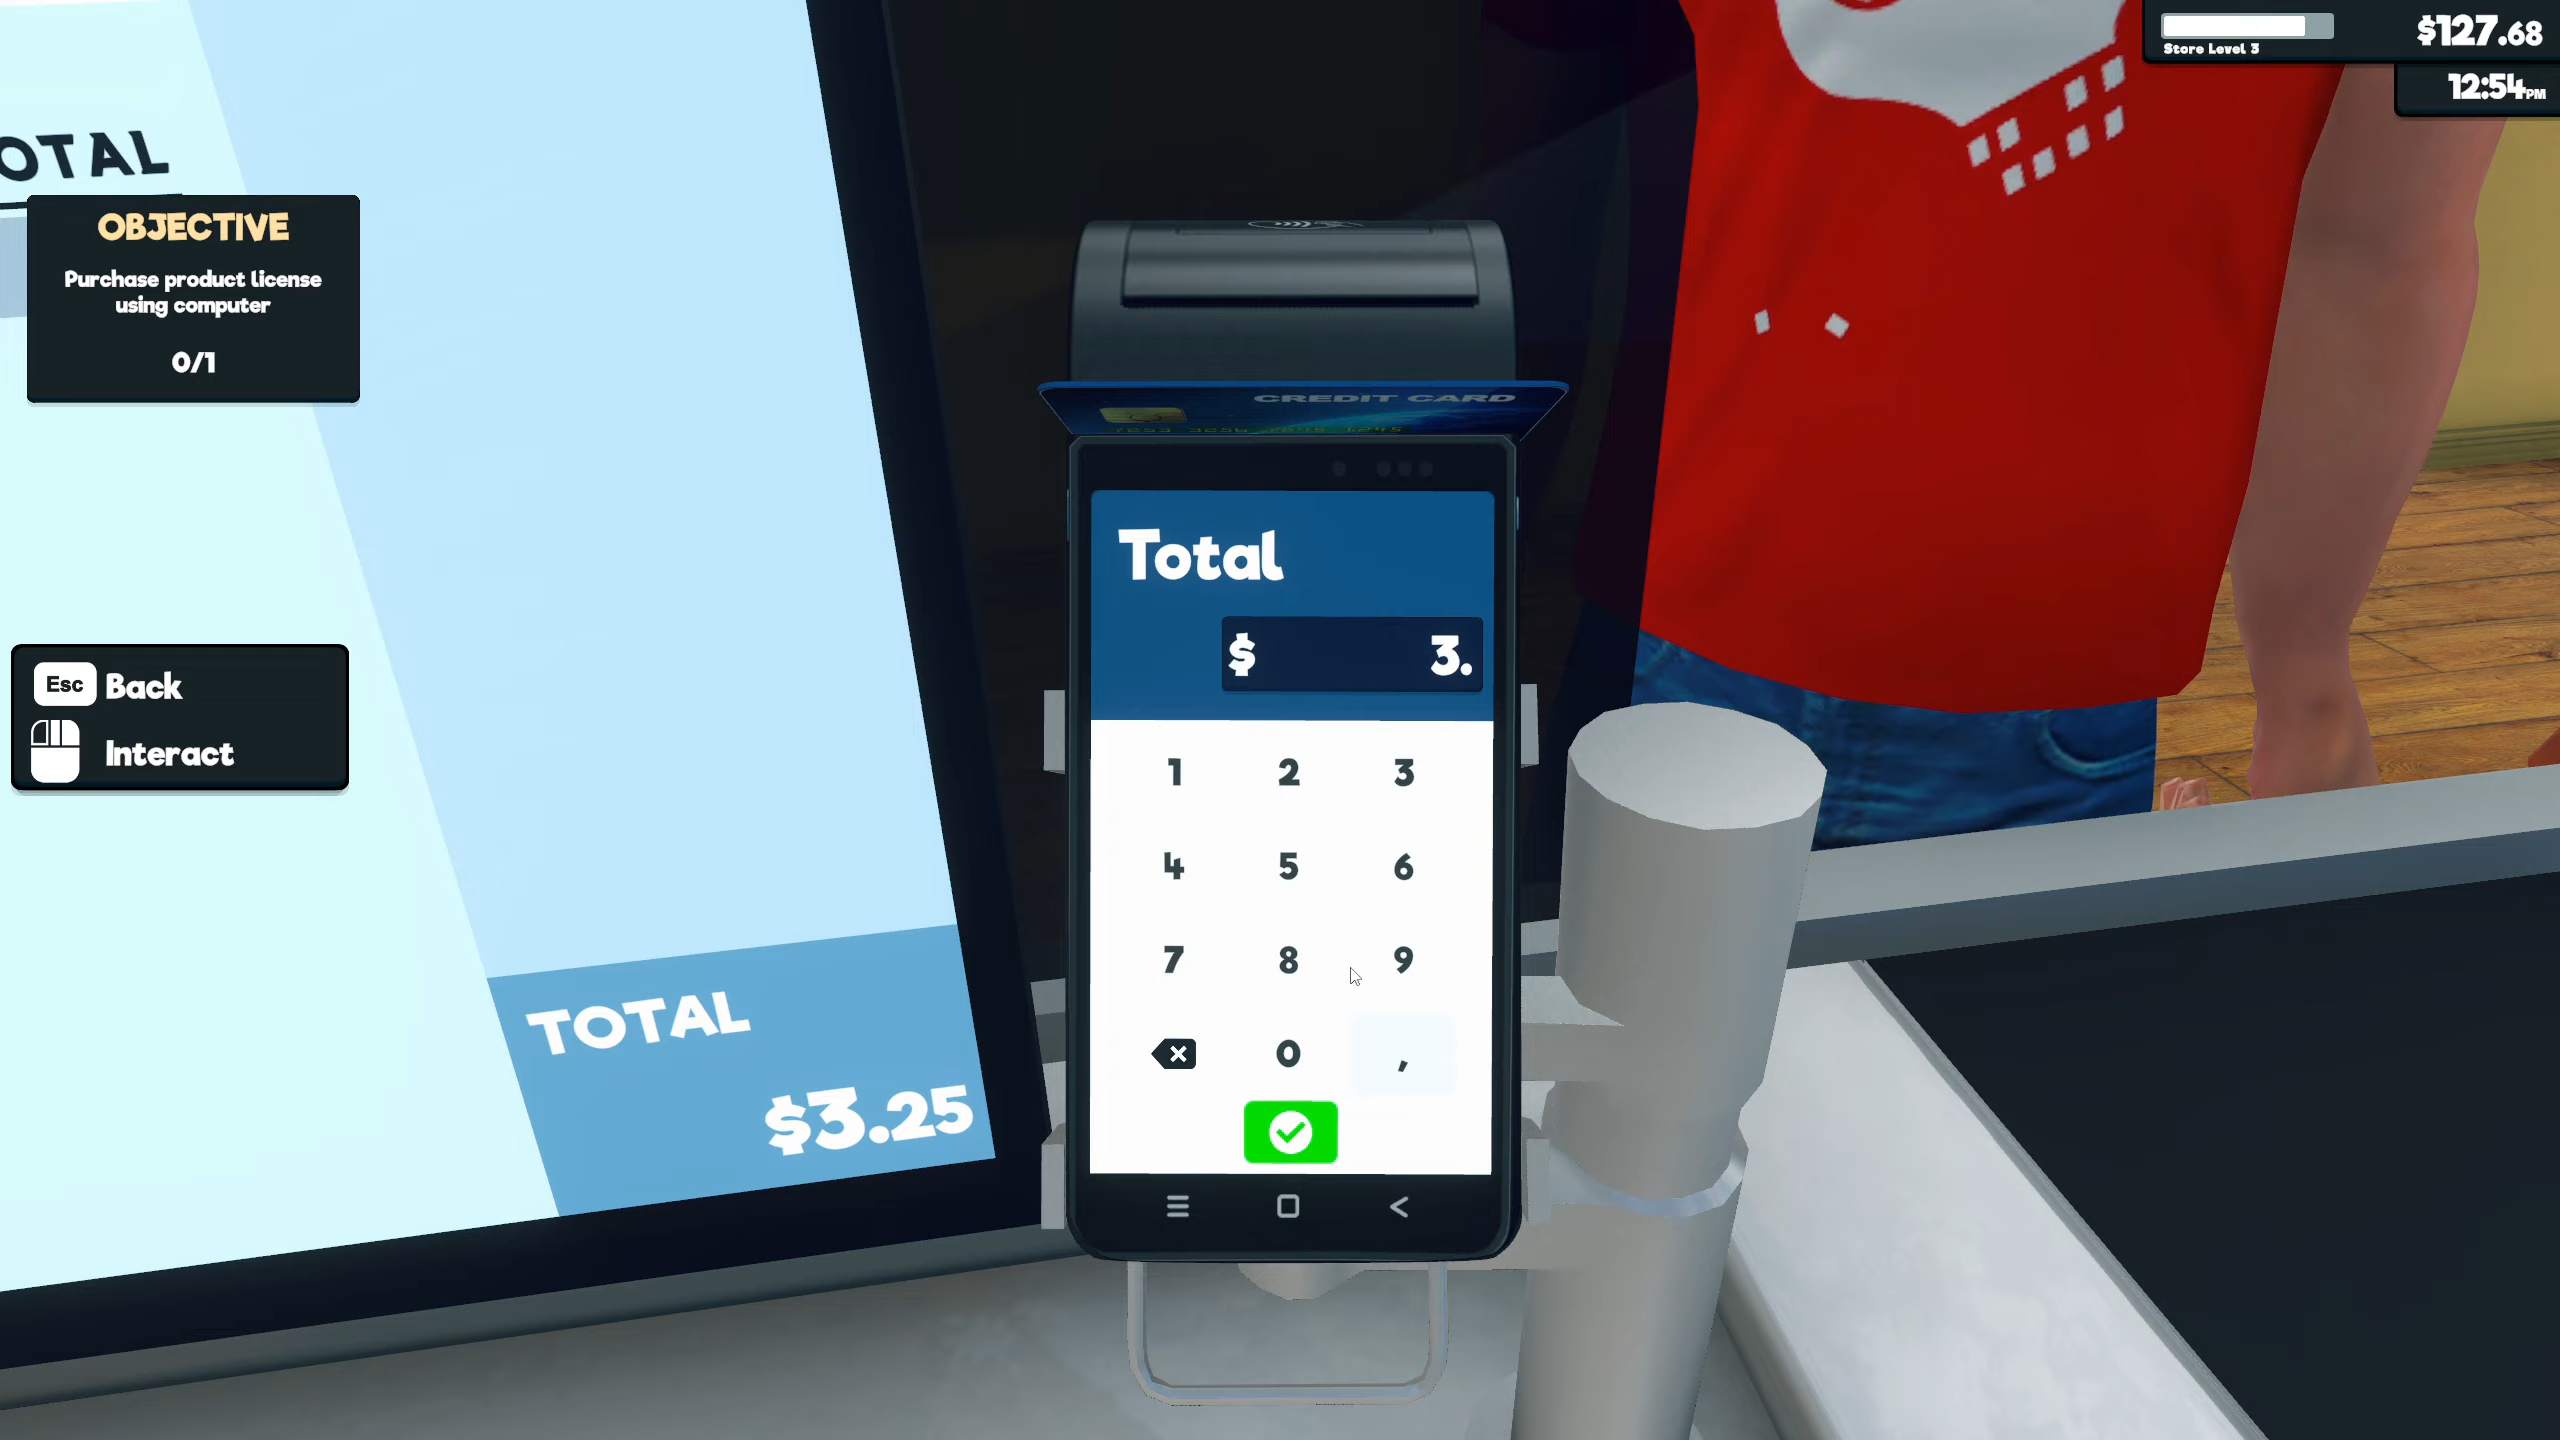 $127.68
Store Level 3
12:54PM
OTAL
OBJECTIVE
Purchase product license
using computer
0/1
CREDIT CARD
Total
$ 3.
Esc Back
Interact
1 2 3
4 5 6
7 8 9
0 ,
TOTAL
$3.25